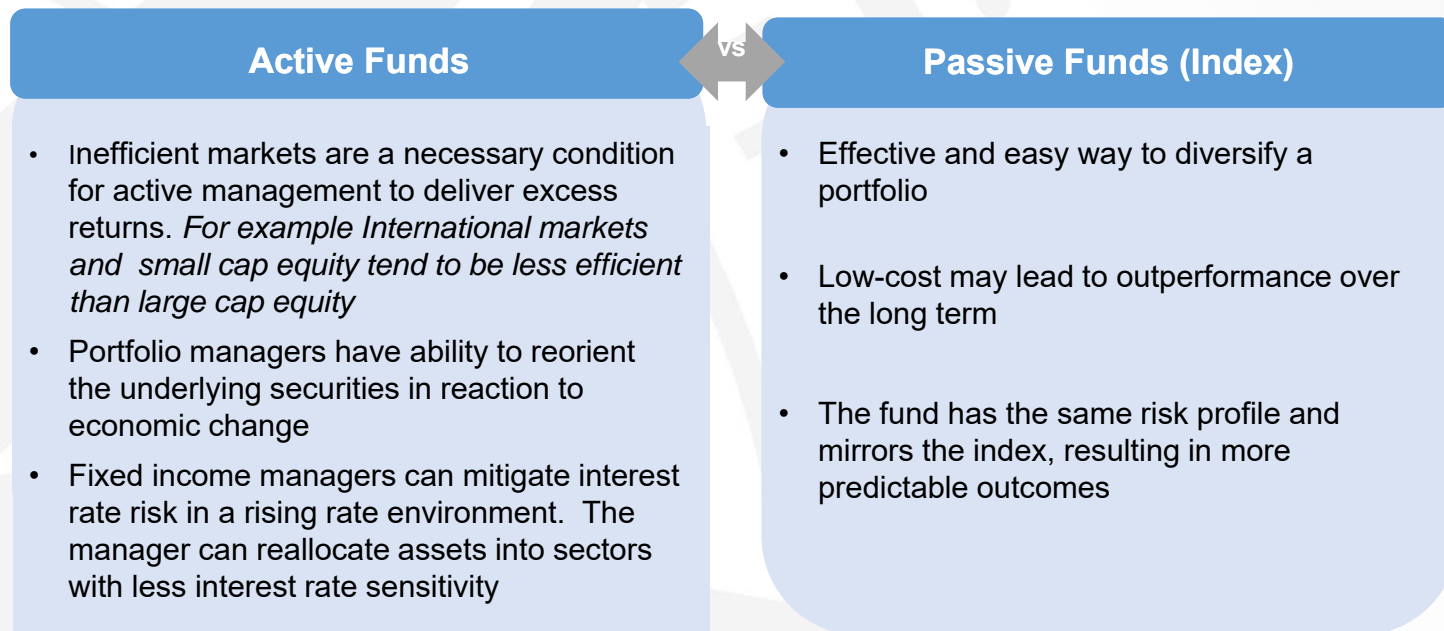 Active Funds
vs
Passive Funds (Index)
• Inefficient markets are a necessary condition
for active management to deliver excess
returns. For example International markets
and  small cap equity tend to be less efficient
than large cap equity
• Portfolio managers have ability to reorient
the underlying securities in reaction to
economic change
• Fixed income managers can mitigate interest
rate risk in a rising rate environment.  The
manager can reallocate assets into sectors
with less interest rate sensitivity
• Effective and easy way to diversify a
portfolio
• Low-cost may lead to outperformance over
the long term
• The fund has the same risk profile and
mirrors the index, resulting in more
predictable outcomes